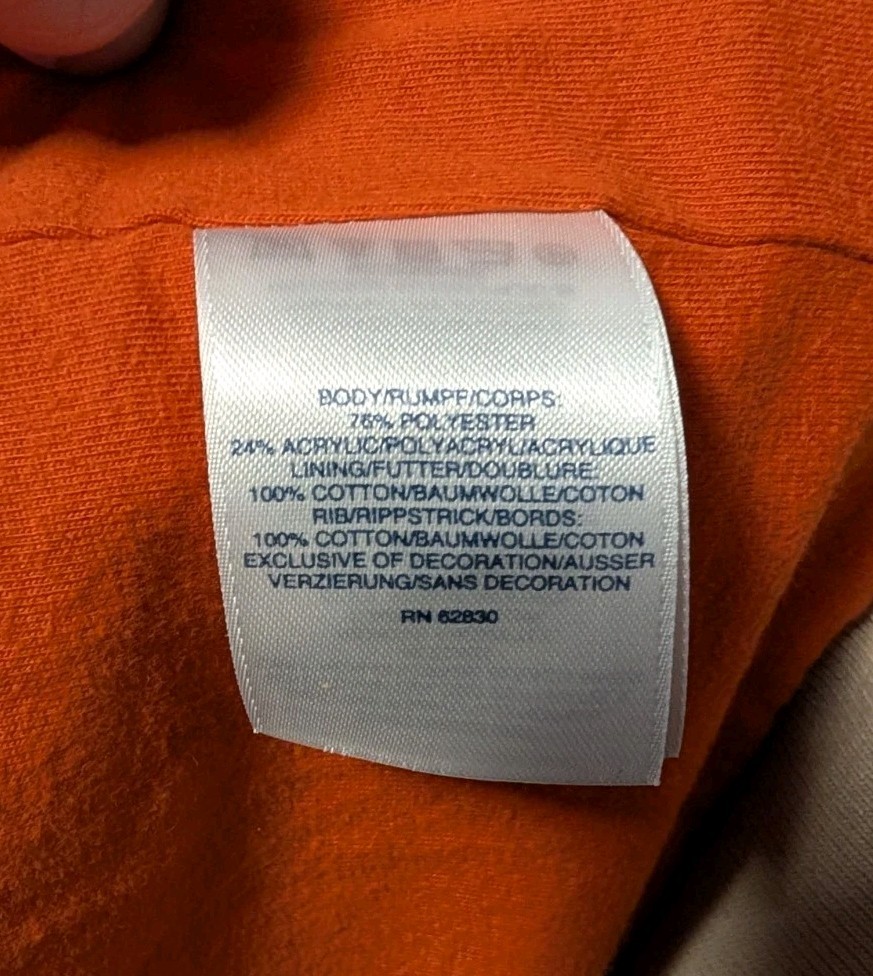 BODY/RUMPF/CORPS:
76% POLYESTER
24% ACRYLIC/POLYACRYL/ACRYLIQUE
LINING/FUTTER/DOUBLURE:
100% COTTON/BAUMWOLLE/COTON
RIB/RIPPSTRICK/BORDS:
100% COTTON/BAUMWOLLE/COTON
EXCLUSIVE OF DECORATION/AUSSER
VERZIERUNG/SANS DECORATION
RN 62830